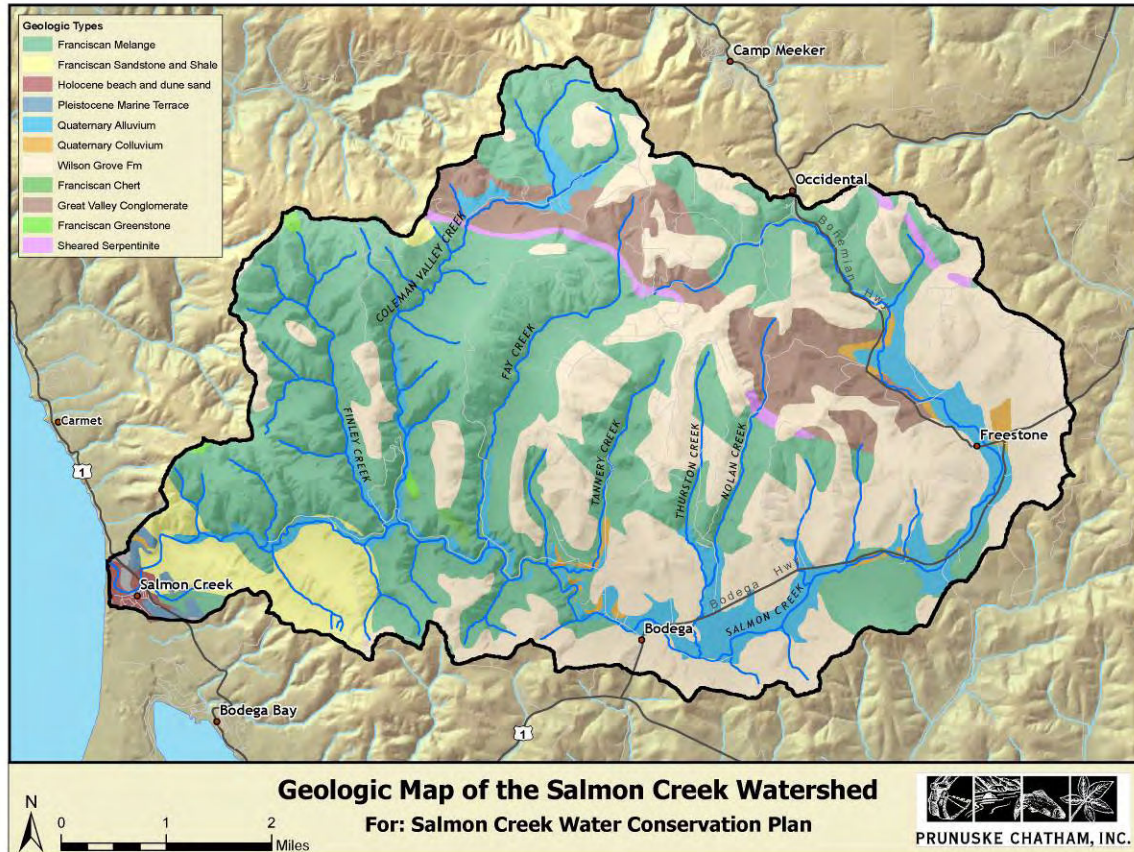 Geologic Types
Franciscan Melange
Franciscan Sandstone and Shale
Holocene beach and dune sand
Pleistocene Marine Terrace
Quaternary Alluvium
Quaternary Colluvium
Wilson Grove Fm
Franciscan Chert
Great Valley Conglomerate
Franciscan Greenstone
Sheared Serpentinite
Camp Meeker
Occidental
Bohemian Hwy
COLEMAN VALLEY CREEK
FAY CREEK
FINLEY CREEK
TANNERY CREEK
THURSTON CREEK
NOLAN CREEK
Carmet
1
Freestone
Salmon Creek
Bodega Hwy
SALMON CREEK
Bodega
Bodega Bay
1
Geologic Map of the Salmon Creek Watershed
For: Salmon Creek Water Conservation Plan
N
0 1 2
Miles
PRUNUSKE CHATHAM, INC.